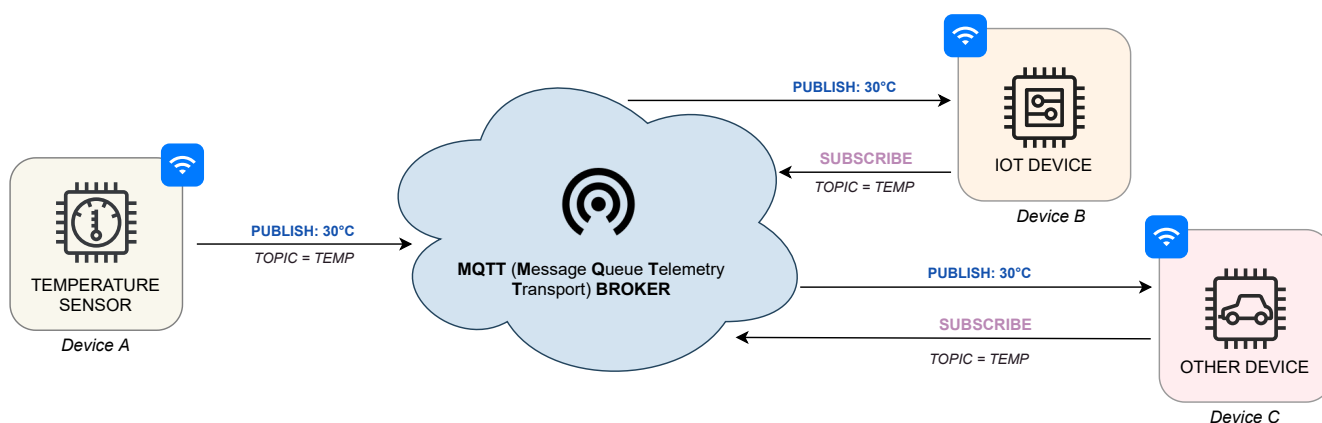 TEMPERATURE
SENSOR
Device A
PUBLISH: 30°C
TOPIC = TEMP
MQTT (Message Queue Telemetry
Transport) BROKER
PUBLISH: 30°C
SUBSCRIBE
TOPIC = TEMP
IOT DEVICE
Device B
PUBLISH: 30°C
SUBSCRIBE
TOPIC = TEMP
OTHER DEVICE
Device C